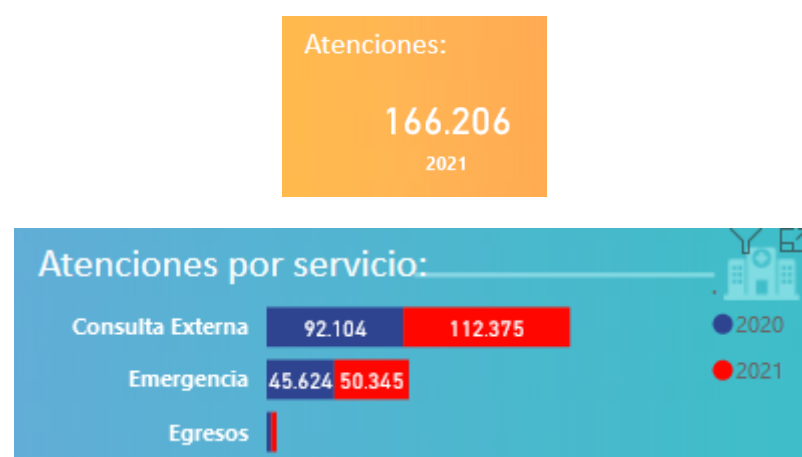 Atenciones:
166.206
2021
Atenciones por servicio:
Consulta Externa 92.104 112.375
2020
Emergencia 45.624 50.345
2021
Egresos